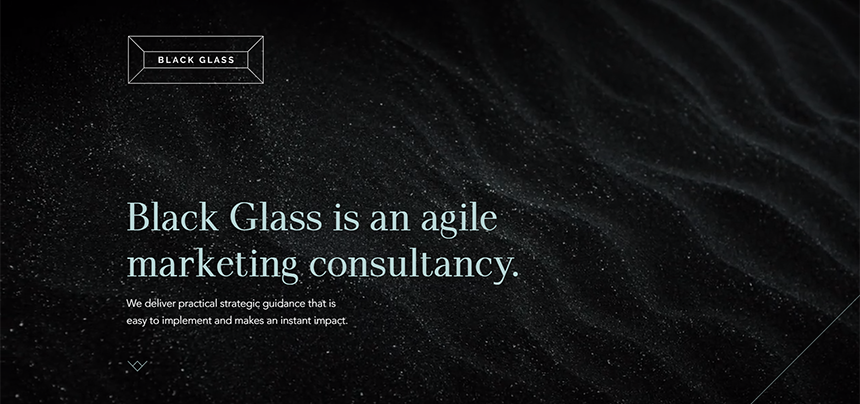 BLACK GLASS
Black Glass is an agile
marketing consultancy.
We deliver practical strategic guidance that is
easy to implement and makes an instant impact.